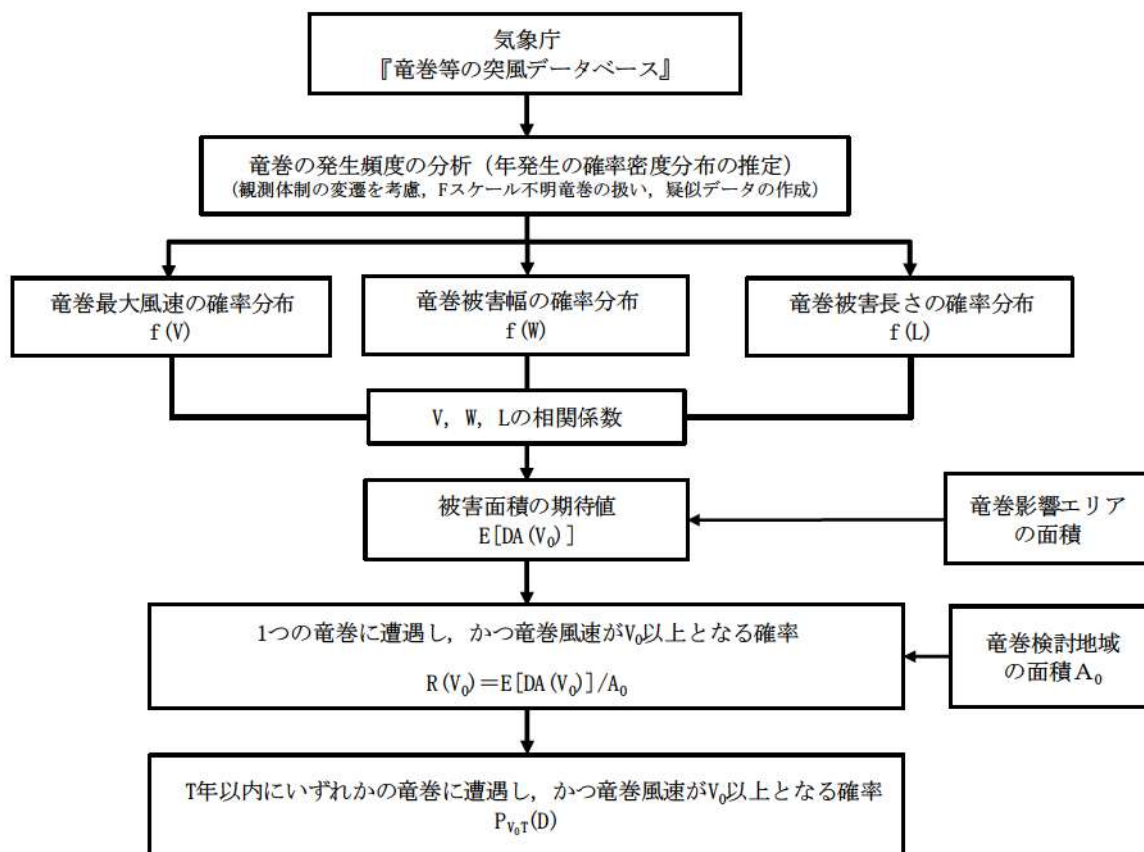 気象庁
『竜巻等の突風データベース』
竜巻の発生頻度の分析（年発生の確率密度分布の推定）
（観測体制の変遷を考慮，Fスケール不明竜巻の扱い，疑似データの作成）
竜巻最大風速の確率分布
f(V)
竜巻被害幅の確率分布
f(W)
竜巻被害長さの確率分布
f(L)
V，W，Lの相関係数
被害面積の期待値
E[DA(V₀)]
竜巻影響エリア
の面積
1つの竜巻に遭遇し，かつ竜巻風速がV₀以上となる確率
R(V₀)＝E[DA(V₀)]/A₀
竜巻検討地域
の面積A₀
T年以内にいずれかの竜巻に遭遇し，かつ竜巻風速がV₀以上となる確率
P_{V₀T}(D)